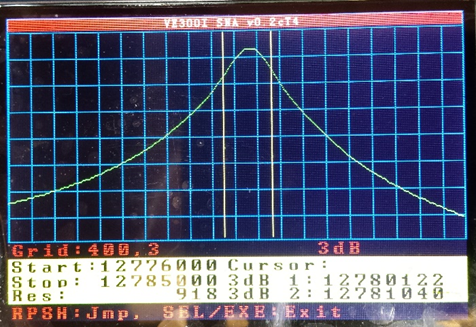 VK3OOI SNA v0.2cT4
Grid:400,3 3dB
Start:12776000 Cursor:
Stop: 12785000 3dB 1:12780122
Res: 918 3dB 2:12781040
RPSH:Jmp, SEL/EXE:Exit